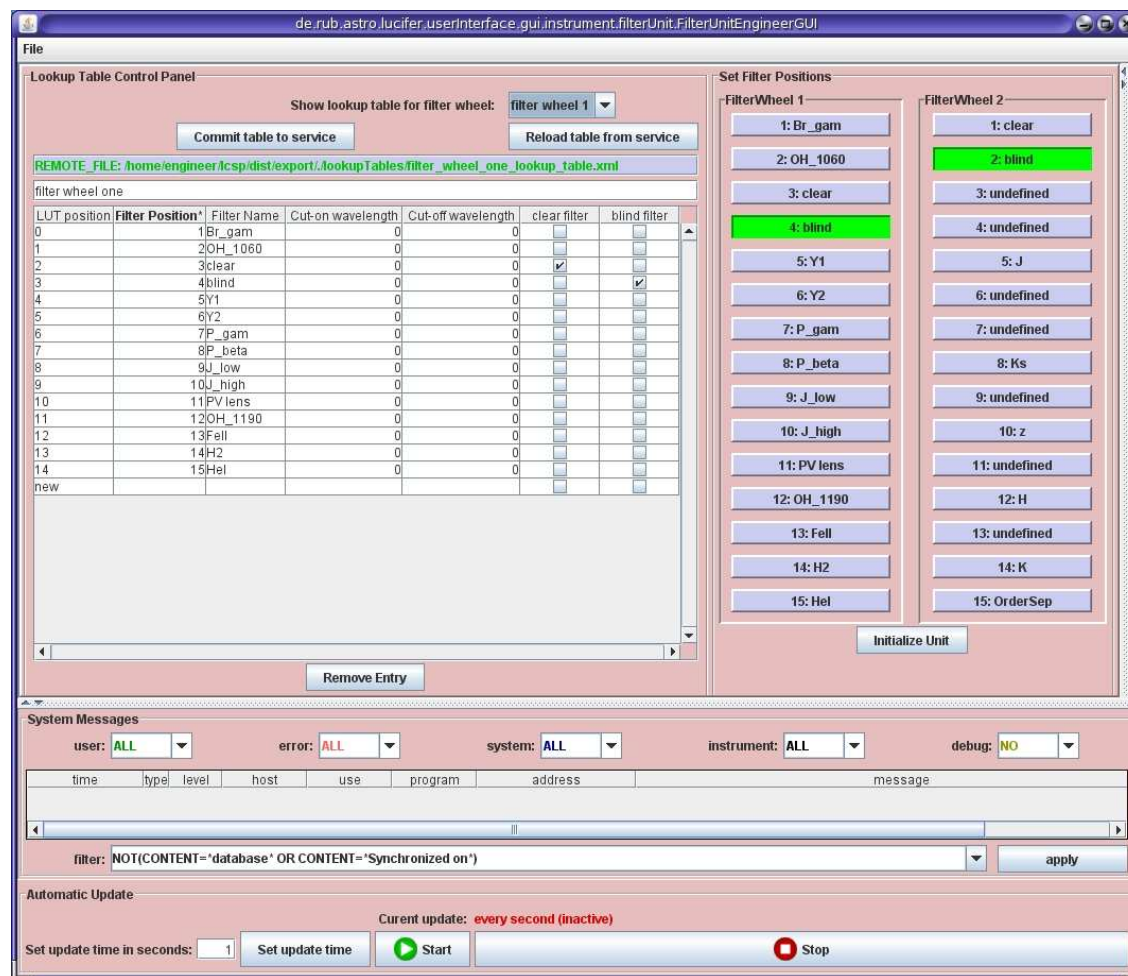 de.rub.astro.lucifer.userInterface.gui.instrument.filterUnit.FilterUnitEngineerGUI
File
Lookup Table Control Panel
Show lookup table for filter wheel: filter wheel 1
Commit table to service Reload table from service
REMOTE_FILE: /home/engineer/lcsp/dist/export/./lookupTables/filter_wheel_one_lookup_table.xml
filter wheel one
LUT position Filter Position* Filter Name Cut-on wavelength Cut-off wavelength clear filter blind filter
0 1 Br_gam 0 0
1 2 OH_1060 0 0
2 3 clear 0 0
3 4 blind 0 0
4 5 Y1 0 0
5 6 Y2 0 0
6 7 P_gam 0 0
7 8 P_beta 0 0
8 9 J_low 0 0
9 10 J_high 0 0
10 11 PV lens 0 0
11 12 OH_1190 0 0
12 13 FeII 0 0
13 14 H2 0 0
14 15 HeI 0 0
new
Remove Entry
Set Filter Positions
FilterWheel 1
1: Br_gam
2: OH_1060
3: clear
4: blind
5: Y1
6: Y2
7: P_gam
8: P_beta
9: J_low
10: J_high
11: PV lens
12: OH_1190
13: FeII
14: H2
15: HeI
FilterWheel 2
1: clear
2: blind
3: undefined
4: undefined
5: J
6: undefined
7: undefined
8: Ks
9: undefined
10: z
11: undefined
12: H
13: undefined
14: K
15: OrderSep
Initialize Unit
System Messages
user: ALL error: ALL system: ALL instrument: ALL debug: NO
time type level host use program address message
filter: NOT(CONTENT=*database* OR CONTENT=*Synchronized on*) apply
Automatic Update
Curent update: every second (inactive)
Set update time in seconds: 1 Set update time Start Stop